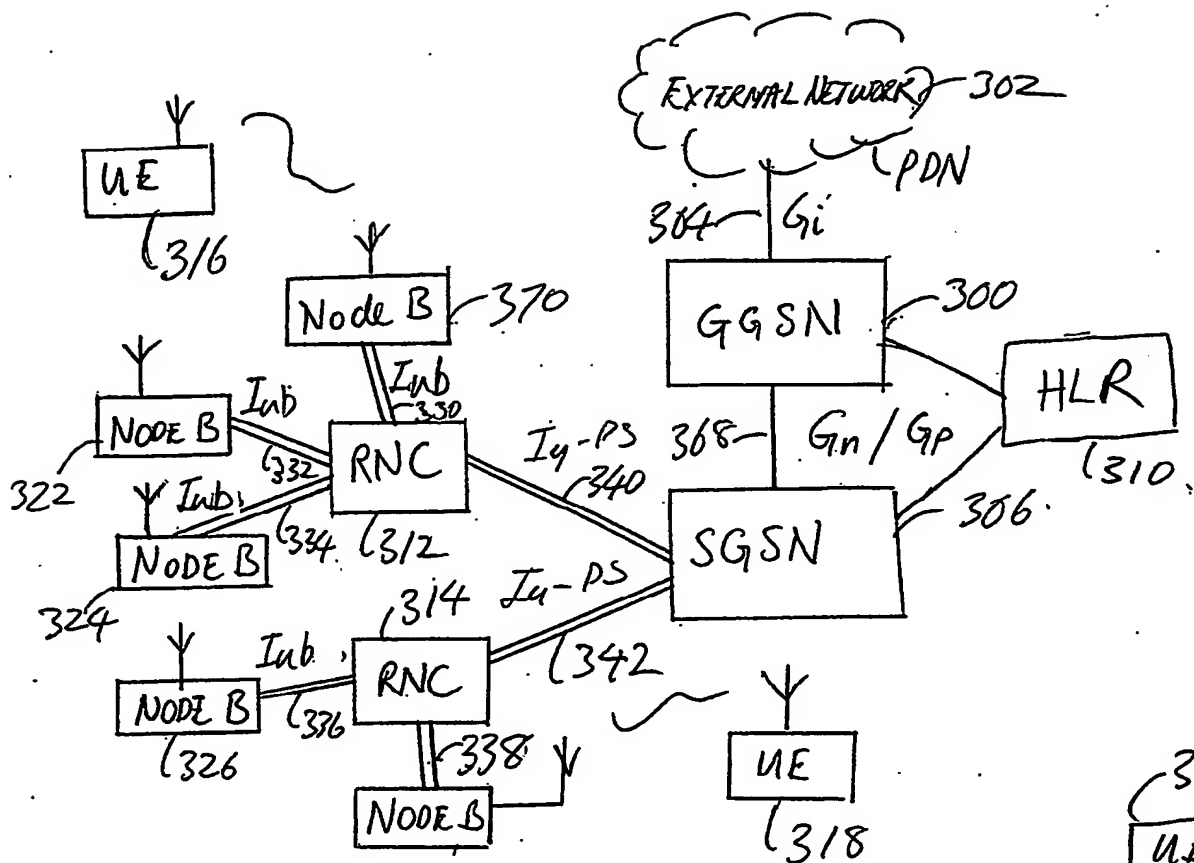 EXTERNAL NETWORK
302
PDN
UE
316
304
Gi
Node B
370
GGSN
300
HLR
310
Iub
330
NODE B
322
Iub
332
RNC
312
Iu-PS
340
368
Gn / Gp
Iub
334
NODE B
324
SGSN
306
Iu-PS
342
314
RNC
Iub
336
NODE B
326
338
NODE B
UE
318
3